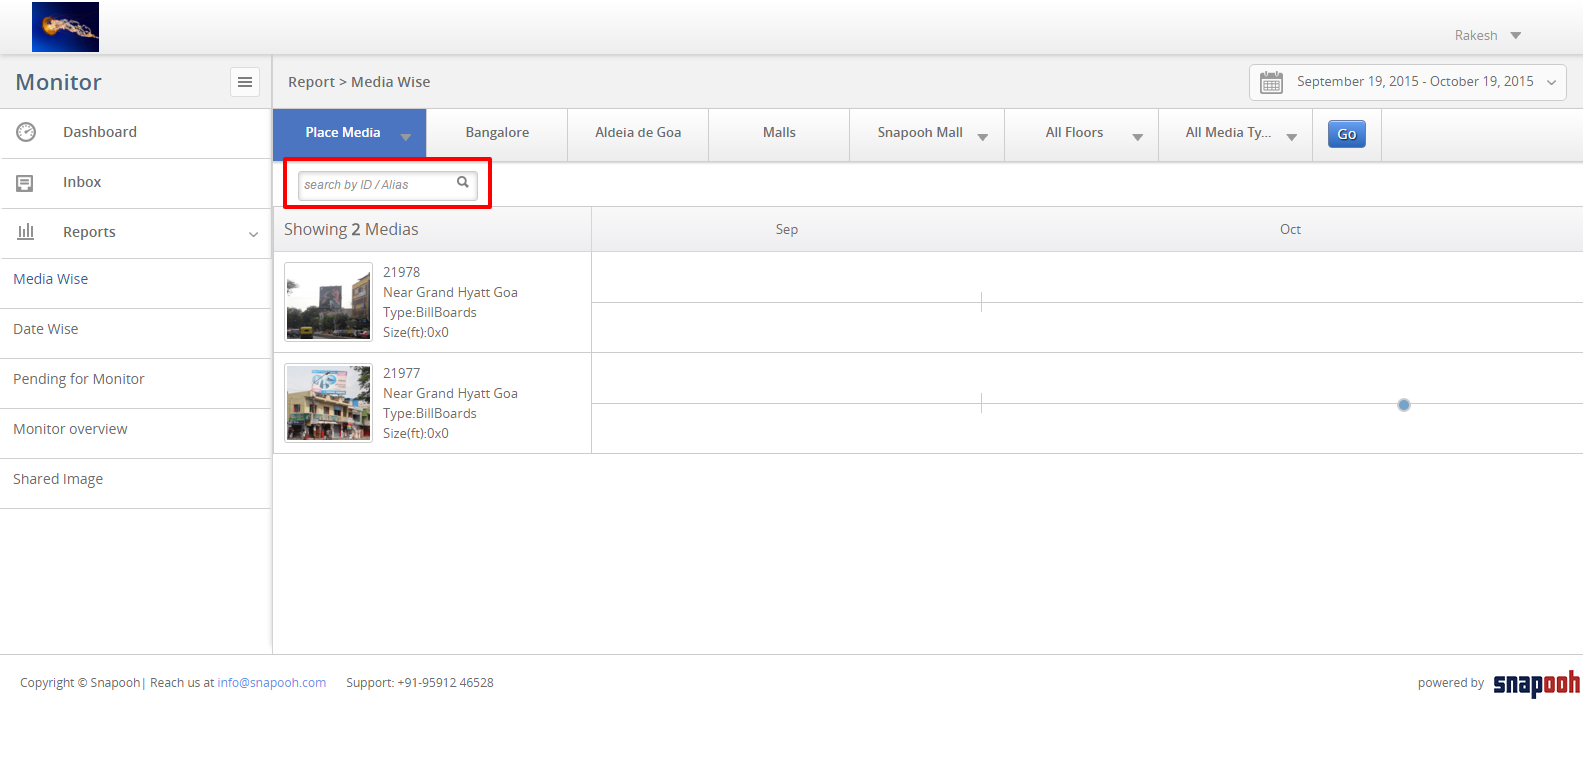 Rakesh
Monitor
Report > Media Wise
September 19, 2015 - October 19, 2015
Dashboard
Inbox
Reports
Media Wise
Date Wise
Pending for Monitor
Monitor overview
Shared Image
Place Media
Bangalore
Aldeia de Goa
Malls
Snapooh Mall
All Floors
All Media Ty...
Go
search by ID / Alias
Showing 2 Medias
Sep
Oct
21978
Near Grand Hyatt Goa
Type:BillBoards
Size(ft):0x0
21977
Near Grand Hyatt Goa
Type:BillBoards
Size(ft):0x0
Copyright © Snapooh| Reach us at info@snapooh.com
Support: +91-95912 46528
powered by snapooh